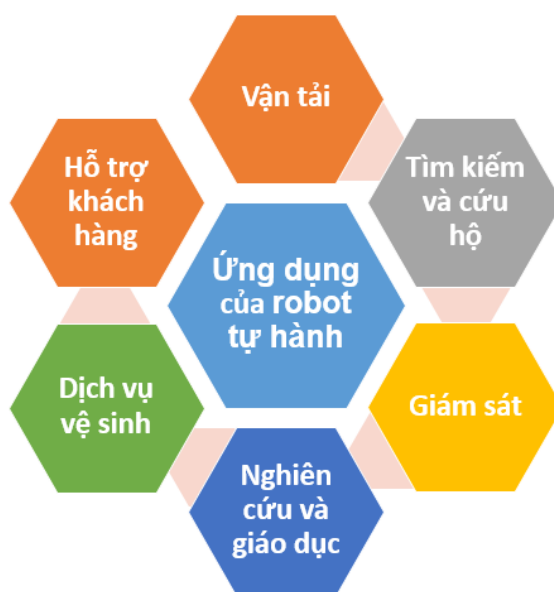 Vận tải
Hỗ trợ
khách
hàng
Tìm kiếm
và cứu
hộ
Ứng dụng
của robot
tự hành
Dịch vụ
vệ sinh
Giám sát
Nghiên
cứu và
giáo dục